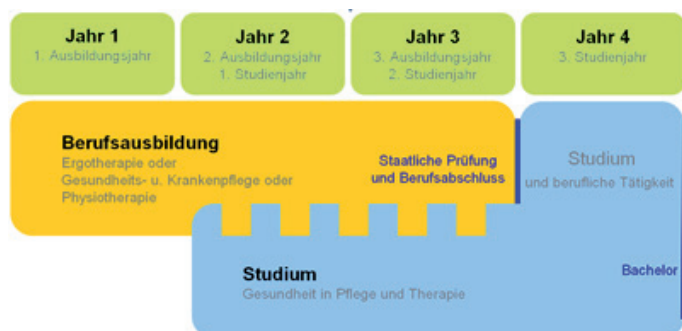 Jahr 1
1. Ausbildungsjahr
Jahr 2
2. Ausbildungsjahr
1. Studienjahr
Jahr 3
3. Ausbildungsjahr
2. Studienjahr
Jahr 4
3. Studienjahr
Berufsausbildung
Ergotherapie oder
Gesundheits- u. Krankenpflege oder
Physiotherapie
Staatliche Prüfung
und Berufsabschluss
Studium
und berufliche Tätigkeit
Studium
Gesundheit in Pflege und Therapie
Bachelor